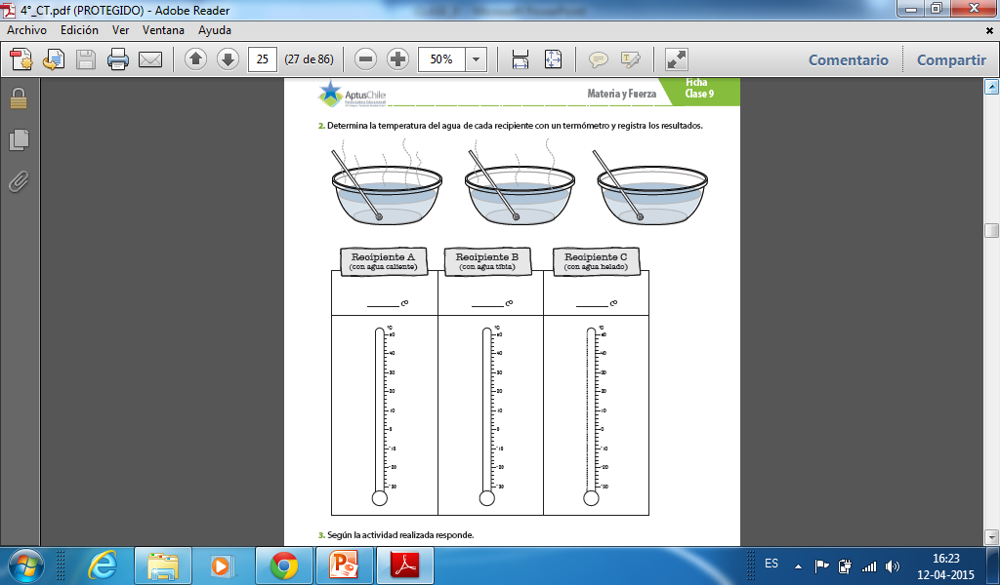 4°_CT.pdf (PROTEGIDO) - Adobe Reader
Archivo Edición Ver Ventana Ayuda
25 (27 de 86) 50% Comentario Compartir
AptusChile
Materia y Fuerza
Ficha
Clase 9
2. Determina la temperatura del agua de cada recipiente con un termómetro y registra los resultados.
Recipiente A
(con agua caliente)
Recipiente B
(con agua tibia)
Recipiente C
(con agua helado)
______ c°
______ c°
______ c°
°C °C °C
50 50 50
40 40 40
30 30 30
20 20 20
10 10 10
0 0 0
-10 -10 -10
-20 -20 -20
-30 -30 -30
3. Según la actividad realizada responde.
ES
16:23
12-04-2015